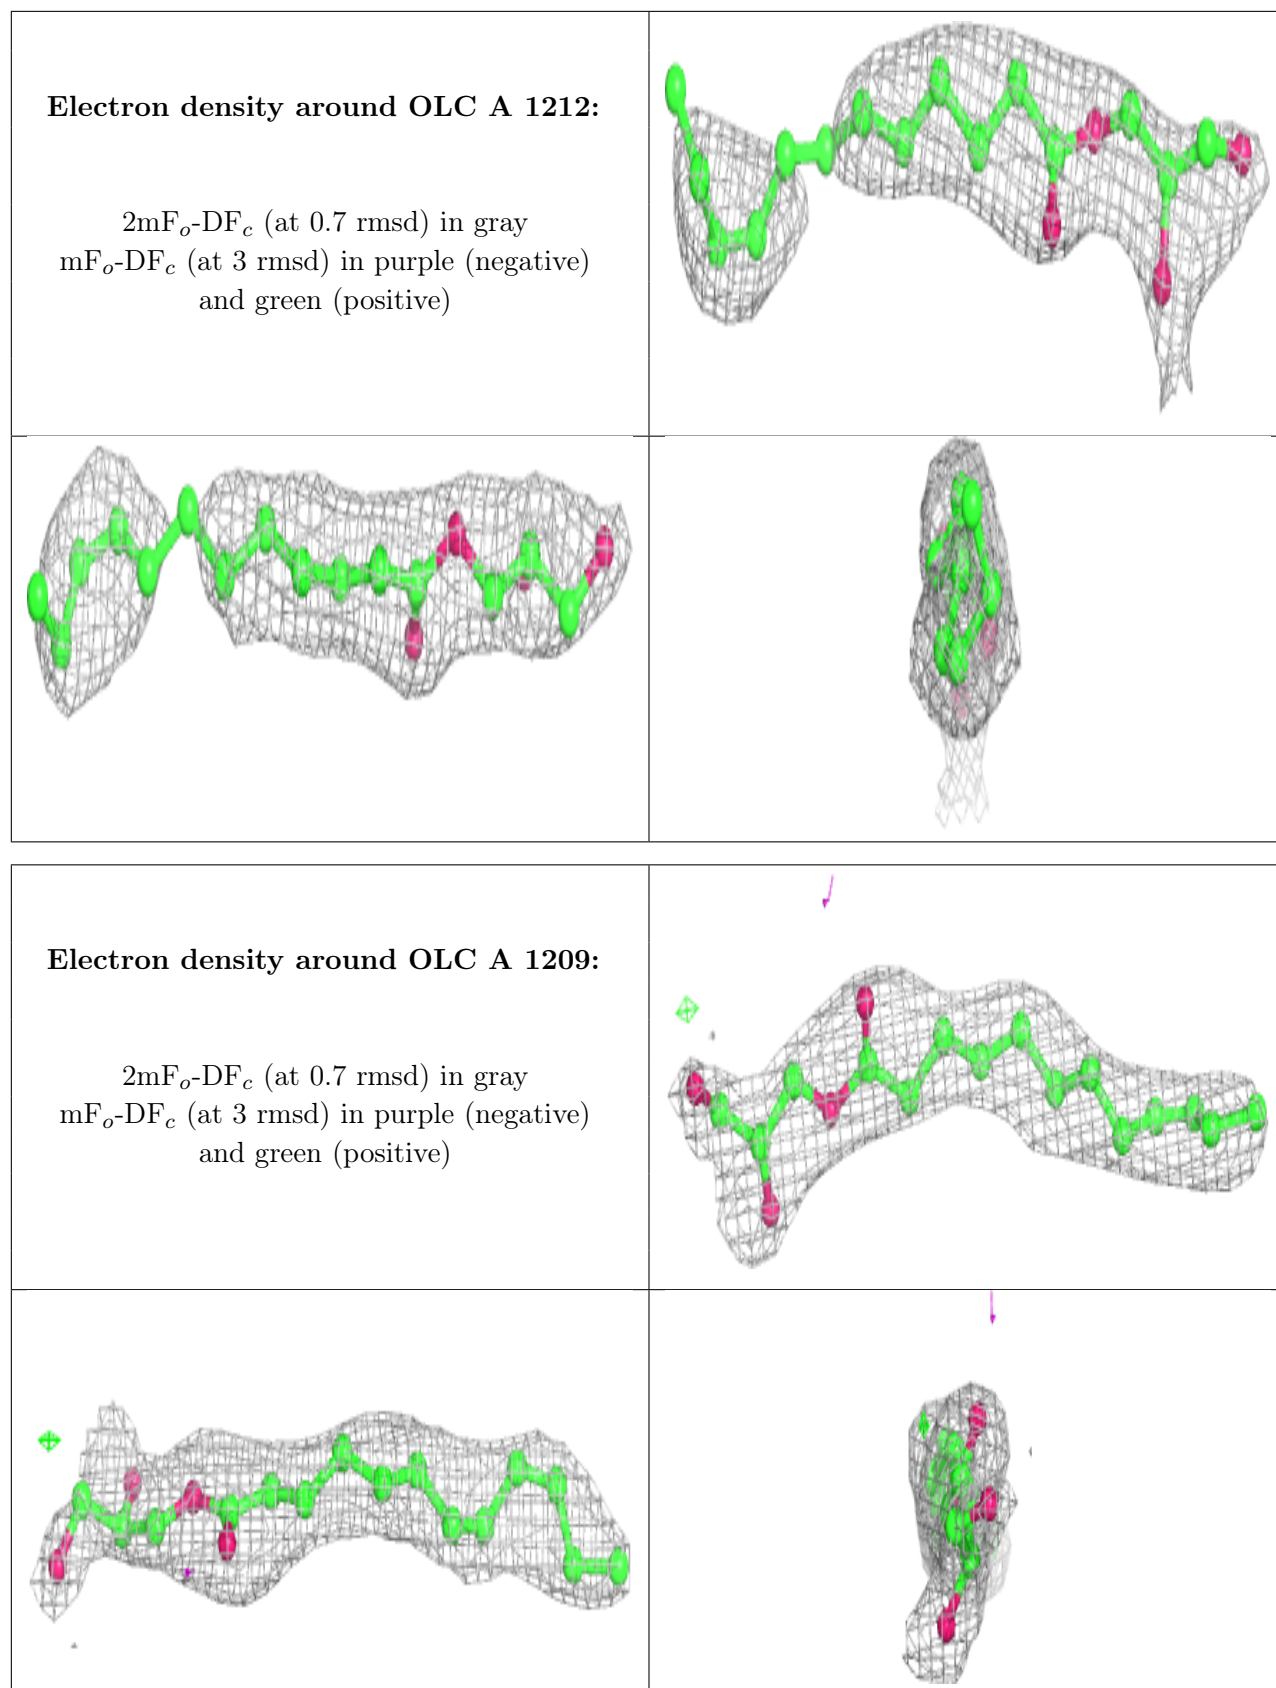 Electron density around OLC A 1212:
2mFo-DFc (at 0.7 rmsd) in gray
mFo-DFc (at 3 rmsd) in purple (negative)
and green (positive)
Electron density around OLC A 1209:
2mFo-DFc (at 0.7 rmsd) in gray
mFo-DFc (at 3 rmsd) in purple (negative)
and green (positive)